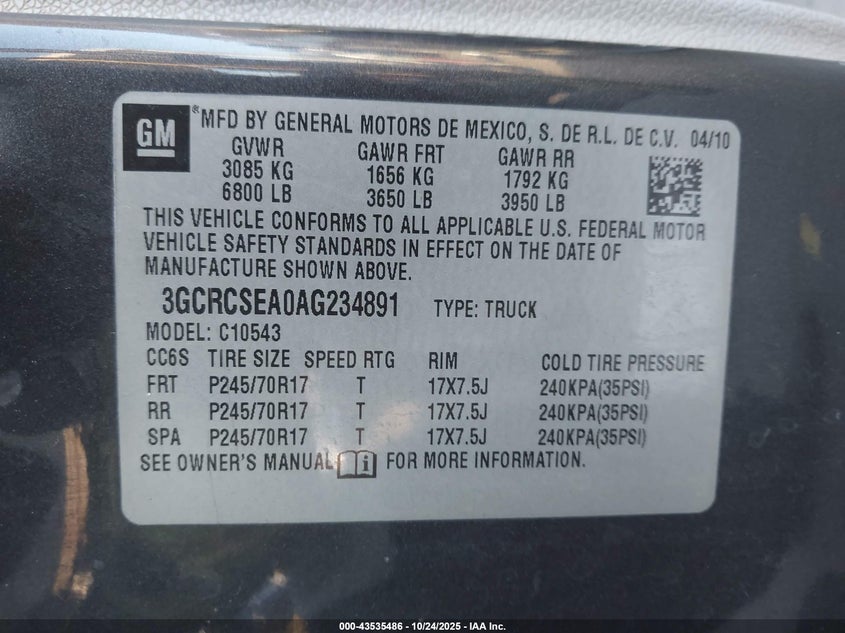 GM
®MFD BY GENERAL MOTORS DE MEXICO, S. DE R.L. DE C.V. 04/10
GVWR GAWR FRT GAWR RR
3085 KG 1656 KG 1792 KG
6800 LB 3650 LB 3950 LB
THIS VEHICLE CONFORMS TO ALL APPLICABLE U.S. FEDERAL MOTOR
VEHICLE SAFETY STANDARDS IN EFFECT ON THE DATE OF
MANUFACTURE SHOWN ABOVE.
3GCRCSEA0AG234891 TYPE: TRUCK
MODEL: C10543
CC6S TIRE SIZE SPEED RTG RIM COLD TIRE PRESSURE
FRT P245/70R17 T 17X7.5J 240KPA(35PSI)
RR P245/70R17 T 17X7.5J 240KPA(35PSI)
SPA P245/70R17 T 17X7.5J 240KPA(35PSI)
SEE OWNER'S MANUAL i FOR MORE INFORMATION.
000-43535486 - 10/24/2025 - IAA Inc.